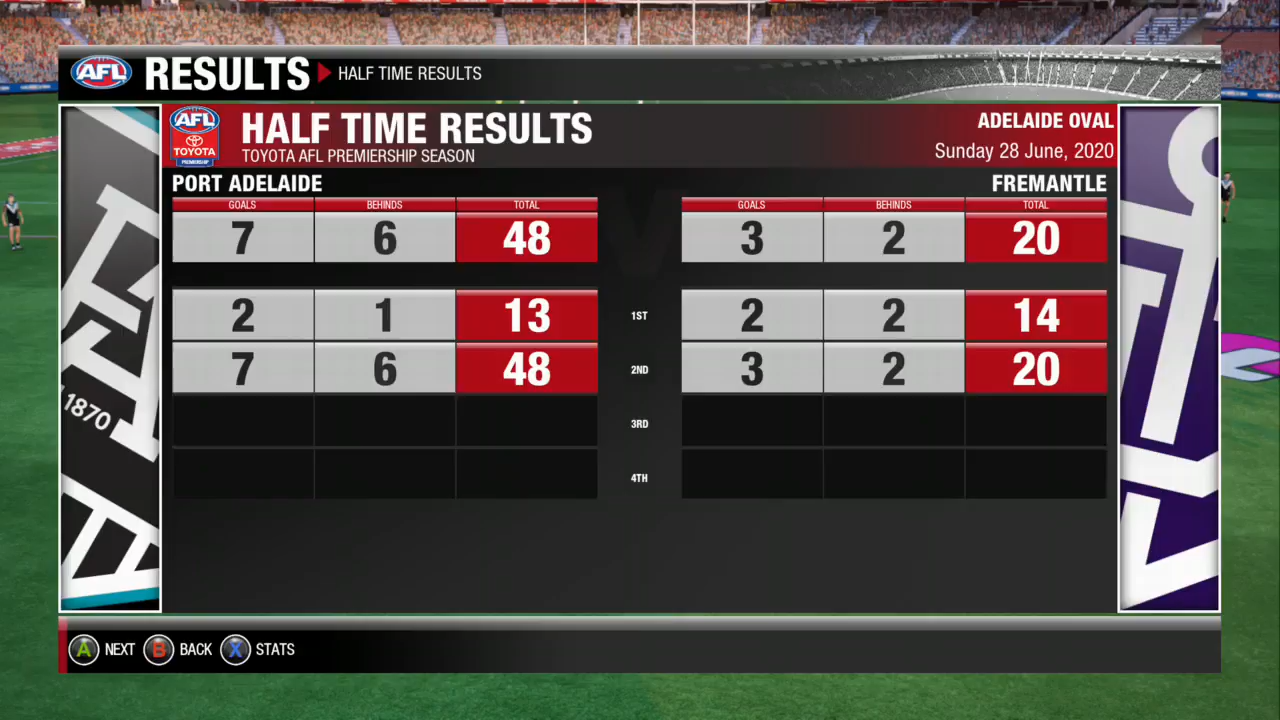 AFL RESULTS HALF TIME RESULTS
AFL
TOYOTA
PREMIERSHIP
HALF TIME RESULTS
TOYOTA AFL PREMIERSHIP SEASON
ADELAIDE OVAL
Sunday 28 June, 2020
PORT ADELAIDE FREMANTLE
GOALS BEHINDS TOTAL GOALS BEHINDS TOTAL
7 6 48 V 3 2 20
2 1 13 1ST 2 2 14
7 6 48 2ND 3 2 20
3RD
4TH
1870
A NEXT B BACK X STATS